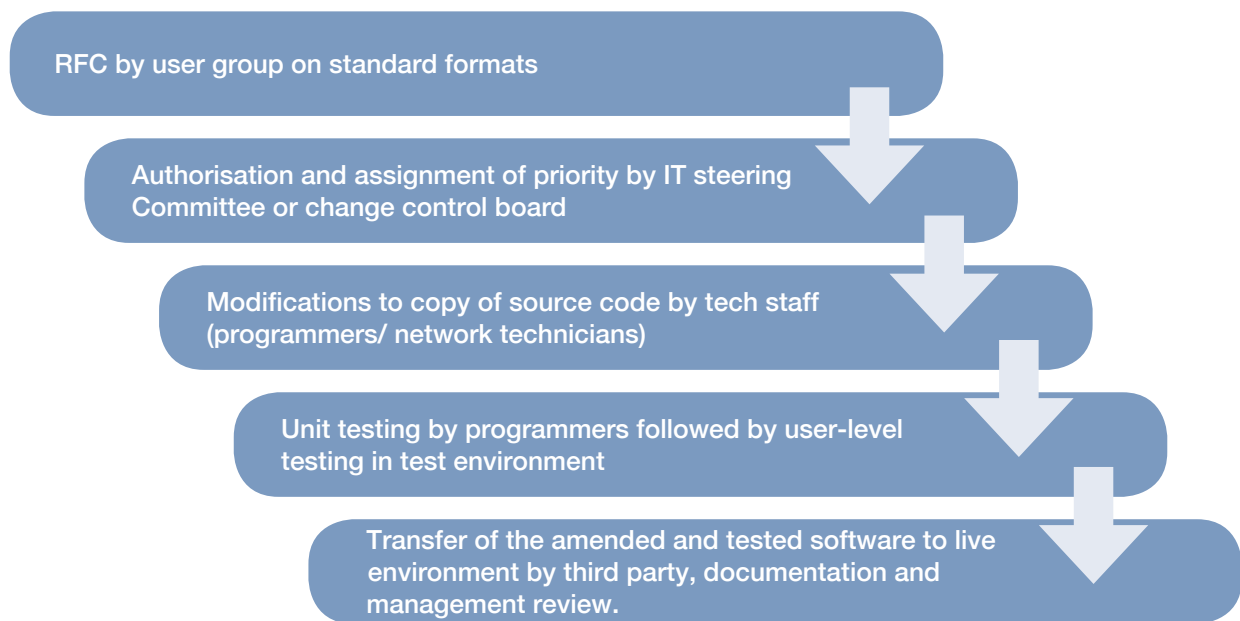 RFC by user group on standard formats
Authorisation and assignment of priority by IT steering
Committee or change control board
Modifications to copy of source code by tech staff
(programmers/ network technicians)
Unit testing by programmers followed by user-level
testing in test environment
Transfer of the amended and tested software to live
environment by third party, documentation and
management review.